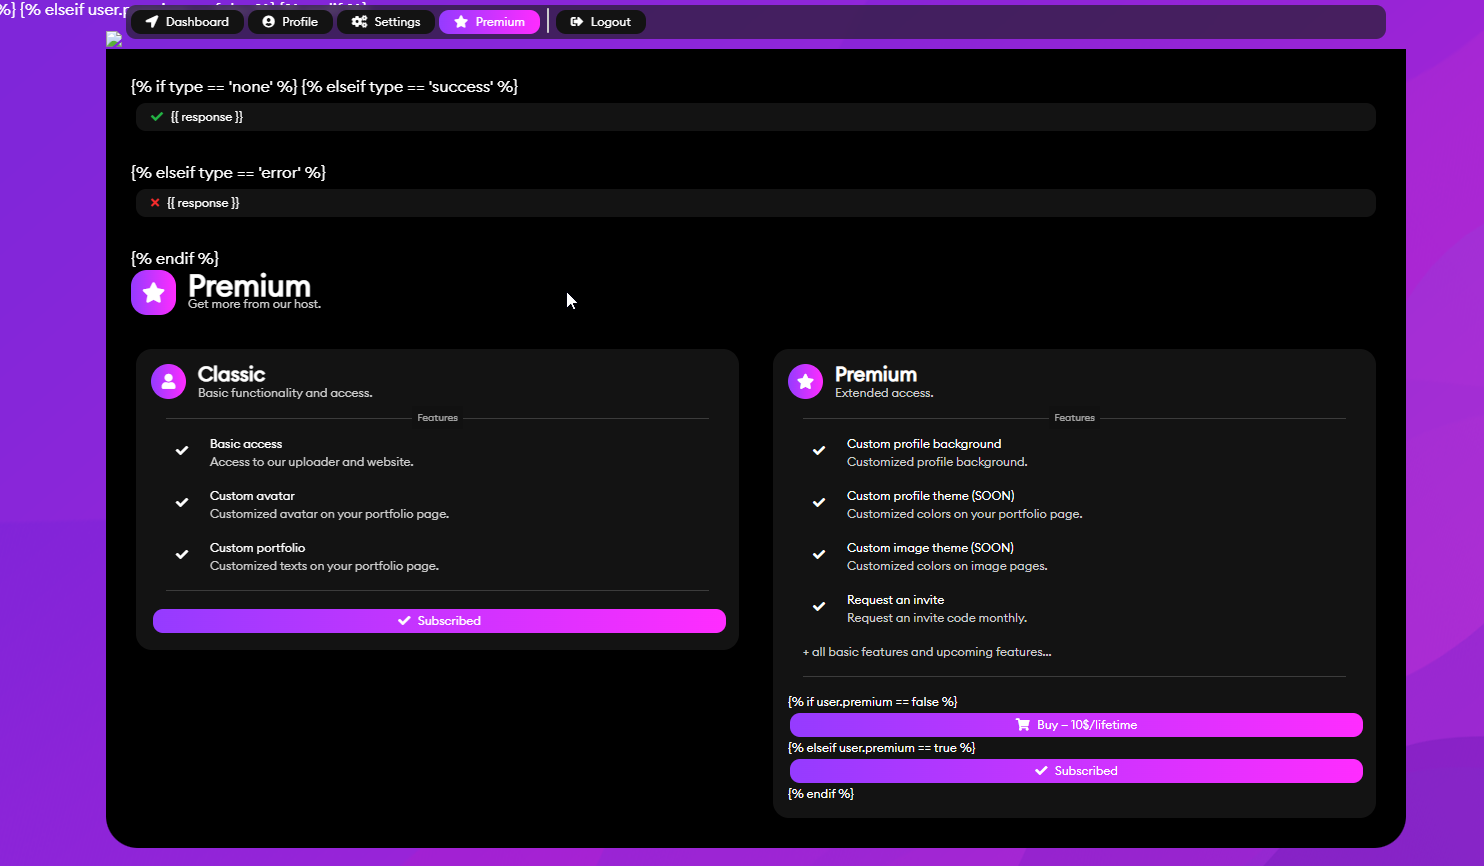 %} {% elseif user.p
Dashboard Profile Settings Premium Logout
{% if type == 'none' %} {% elseif type == 'success' %}
{{ response }}
{% elseif type == 'error' %}
{{ response }}
{% endif %}
Premium
Get more from our host.
Classic
Basic functionality and access.
Features
Basic access
Access to our uploader and website.
Custom avatar
Customized avatar on your portfolio page.
Custom portfolio
Customized texts on your portfolio page.
Subscribed
Premium
Extended access.
Features
Custom profile background
Customized profile background.
Custom profile theme (SOON)
Customized colors on your portfolio page.
Custom image theme (SOON)
Customized colors on image pages.
Request an invite
Request an invite code monthly.
+ all basic features and upcoming features...
{% if user.premium == false %}
Buy – 10$/lifetime
{% elseif user.premium == true %}
Subscribed
{% endif %}